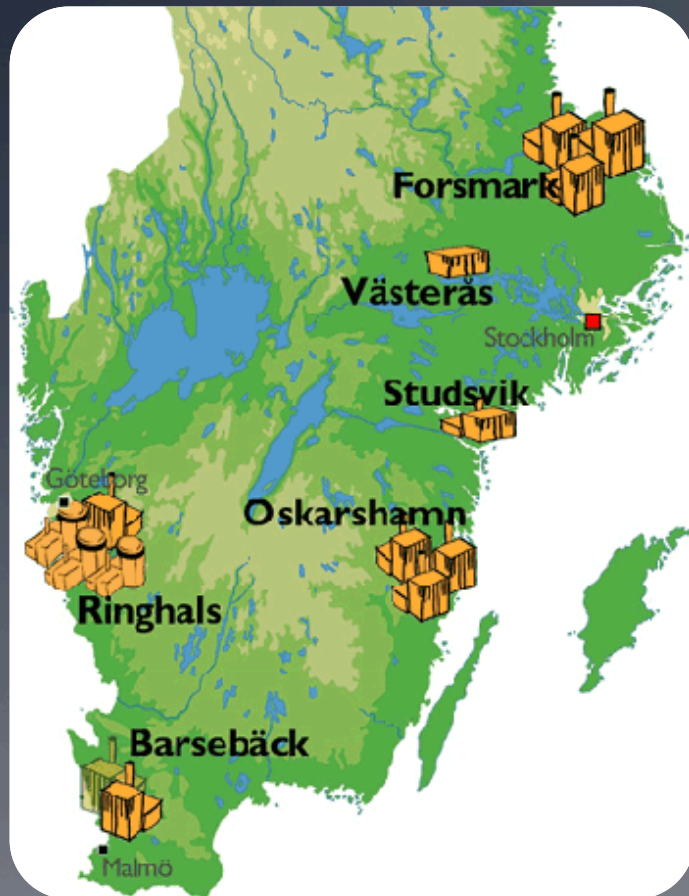 Forsmark
Västerås
Stockholm
Studsvik
Göteborg
Oskarshamn
Ringhals
Barsebäck
Malmö